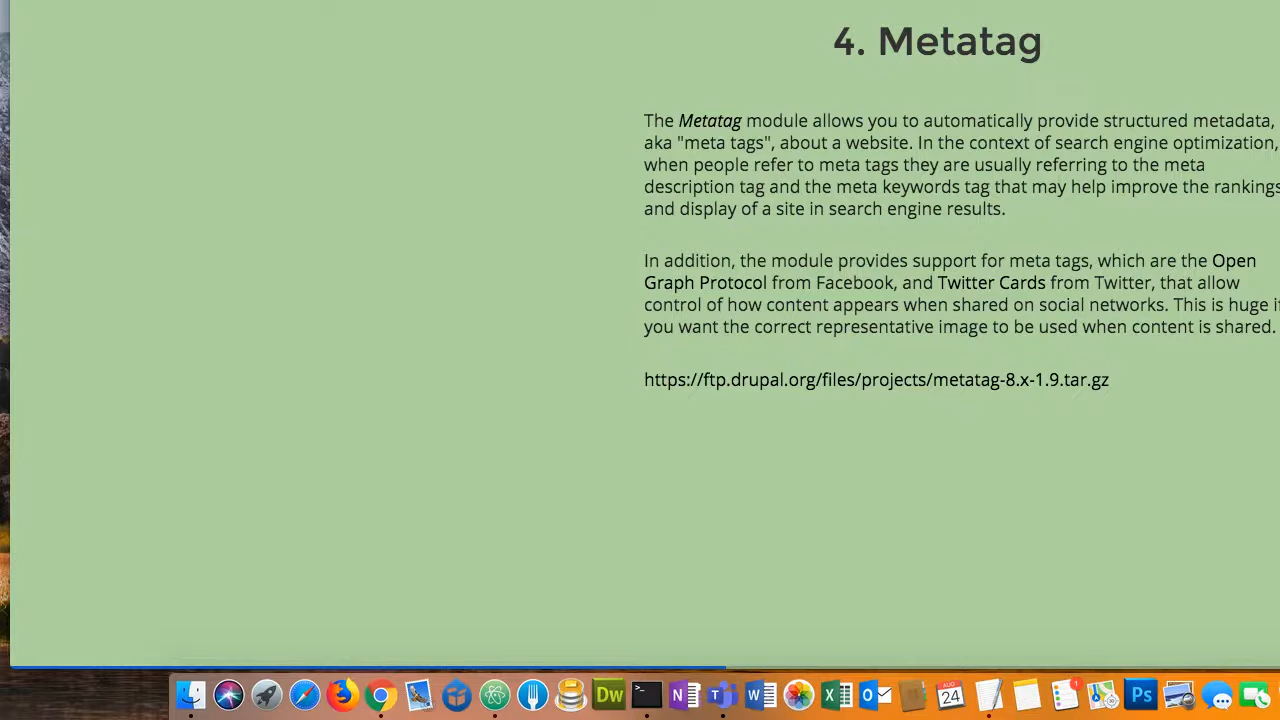 4. Metatag
The Metatag module allows you to automatically provide structured metadata,
aka "meta tags", about a website. In the context of search engine optimization,
when people refer to meta tags they are usually referring to the meta
description tag and the meta keywords tag that may help improve the rankings
and display of a site in search engine results.
In addition, the module provides support for meta tags, which are the Open
Graph Protocol from Facebook, and Twitter Cards from Twitter, that allow
control of how content appears when shared on social networks. This is huge if
you want the correct representative image to be used when content is shared.
https://ftp.drupal.org/files/projects/metatag-8.x-1.9.tar.gz
Dw
>_
N
T
W
X
O
AUG
24
1
Ps